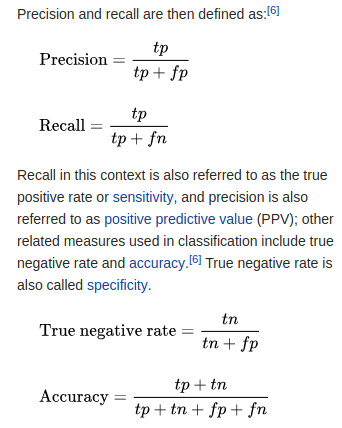 Precision and recall are then defined as:[6]
Precision = tp / (tp + fp)
Recall = tp / (tp + fn)
Recall in this context is also referred to as the true
positive rate or sensitivity, and precision is also
referred to as positive predictive value (PPV); other
related measures used in classification include true
negative rate and accuracy.[6] True negative rate is
also called specificity.
True negative rate = tn / (tn + fp)
Accuracy = (tp + tn) / (tp + tn + fp + fn)